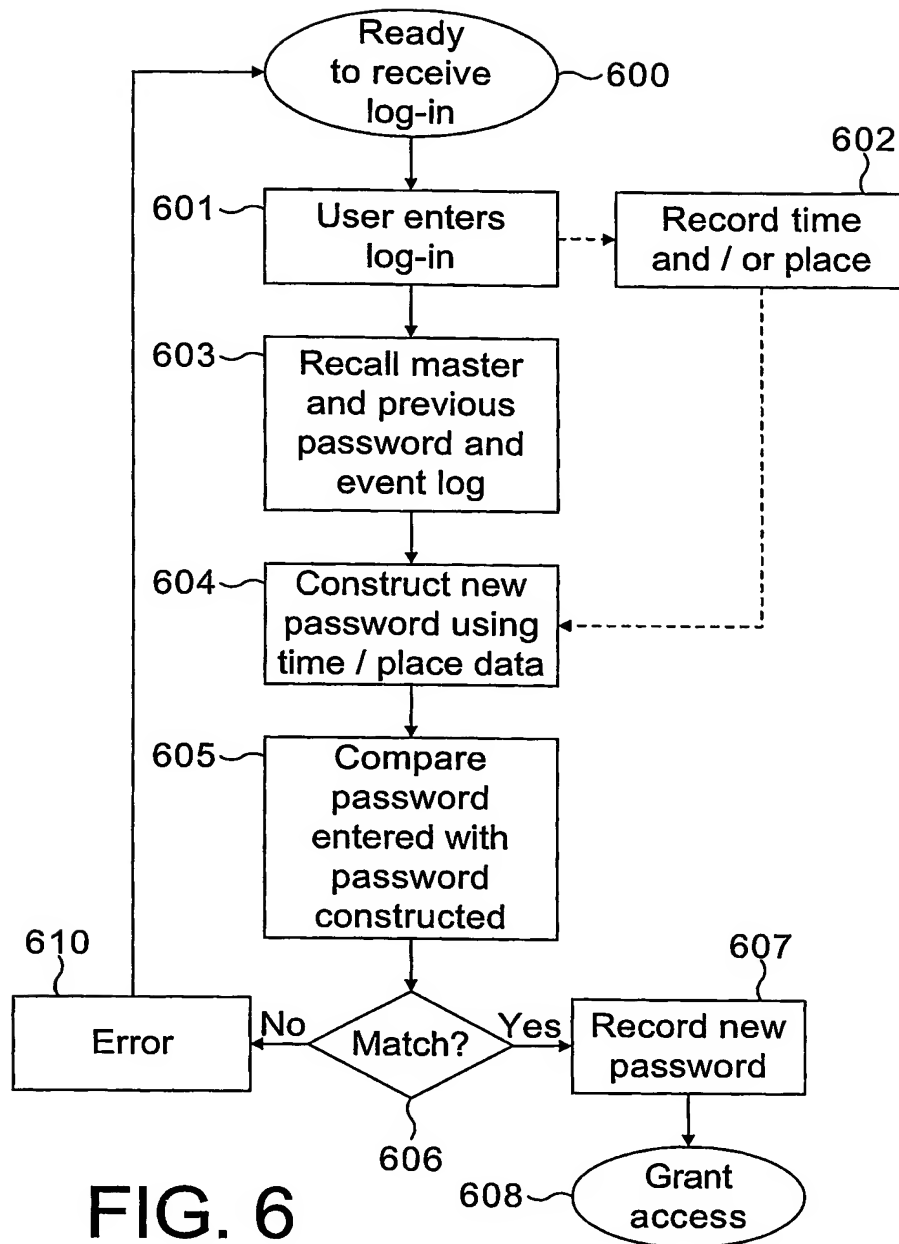 Ready
to receive
log-in
600
601
User enters
log-in
602
Record time
and / or place
603
Recall master
and previous
password and
event log
604
Construct new
password using
time / place data
605
Compare
password
entered with
password
constructed
610
Error
No
Match?
Yes
606
607
Record new
password
608
Grant
access
FIG. 6